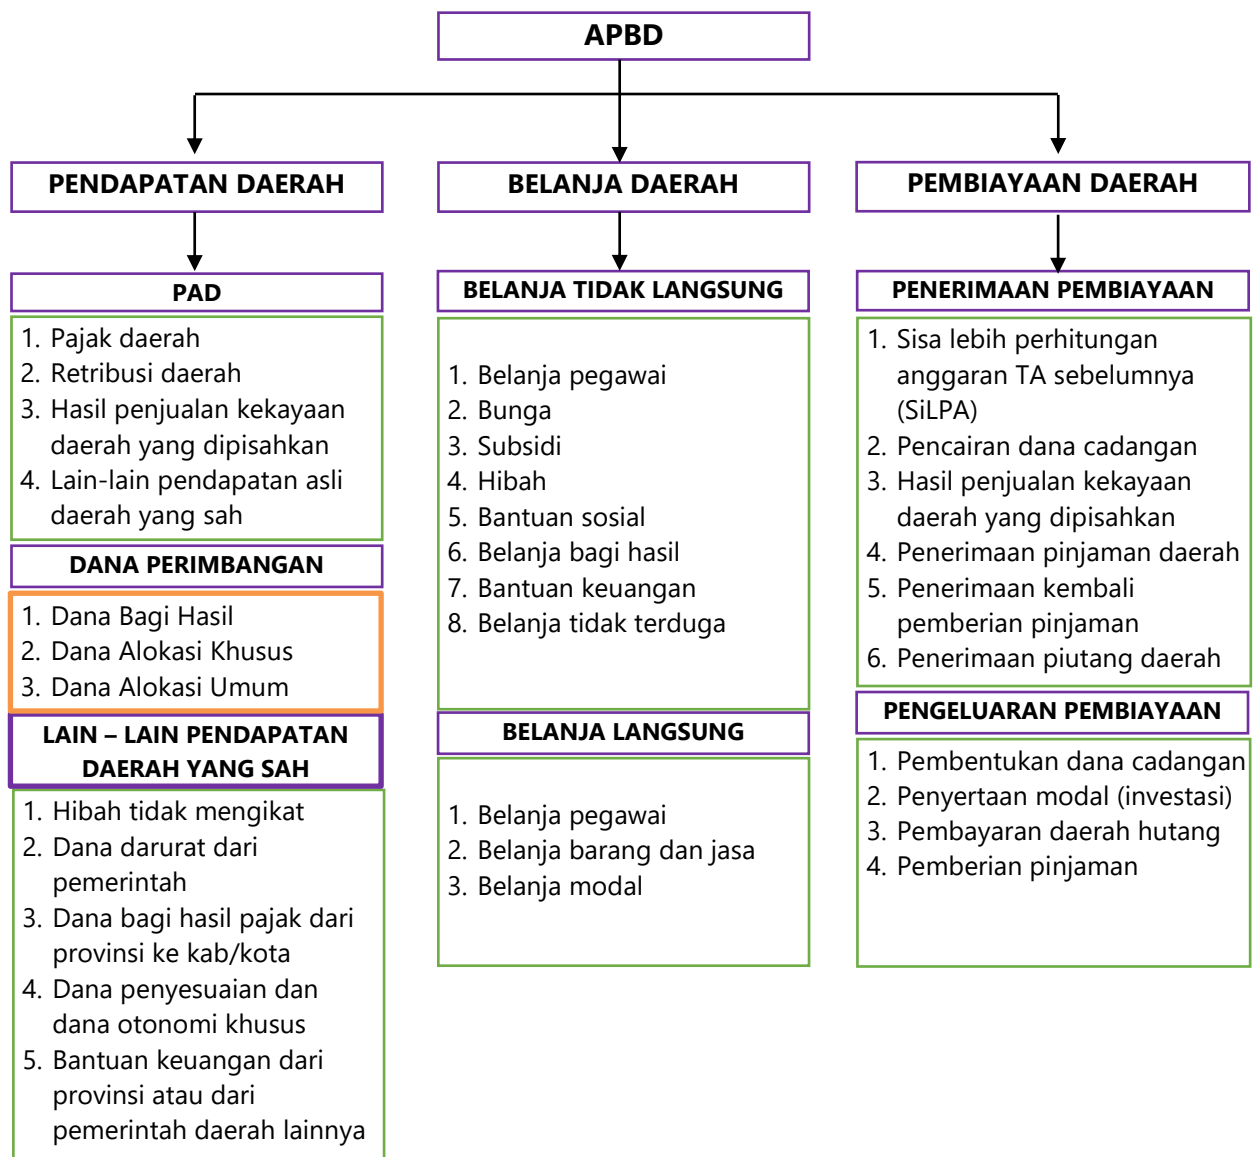 APBD
PENDAPATAN DAERAH
PAD
1. Pajak daerah
2. Retribusi daerah
3. Hasil penjualan kekayaan
daerah yang dipisahkan
4. Lain-lain pendapatan asli
daerah yang sah
DANA PERIMBANGAN
1. Dana Bagi Hasil
2. Dana Alokasi Khusus
3. Dana Alokasi Umum
LAIN – LAIN PENDAPATAN
DAERAH YANG SAH
1. Hibah tidak mengikat
2. Dana darurat dari
pemerintah
3. Dana bagi hasil pajak dari
provinsi ke kab/kota
4. Dana penyesuaian dan
dana otonomi khusus
5. Bantuan keuangan dari
provinsi atau dari
pemerintah daerah lainnya
BELANJA DAERAH
BELANJA TIDAK LANGSUNG
1. Belanja pegawai
2. Bunga
3. Subsidi
4. Hibah
5. Bantuan sosial
6. Belanja bagi hasil
7. Bantuan keuangan
8. Belanja tidak terduga
BELANJA LANGSUNG
1. Belanja pegawai
2. Belanja barang dan jasa
3. Belanja modal
PEMBIAYAAN DAERAH
PENERIMAAN PEMBIAYAAN
1. Sisa lebih perhitungan
anggaran TA sebelumnya
(SiLPA)
2. Pencairan dana cadangan
3. Hasil penjualan kekayaan
daerah yang dipisahkan
4. Penerimaan pinjaman daerah
5. Penerimaan kembali
pemberian pinjaman
6. Penerimaan piutang daerah
PENGELUARAN PEMBIAYAAN
1. Pembentukan dana cadangan
2. Penyertaan modal (investasi)
3. Pembayaran daerah hutang
4. Pemberian pinjaman